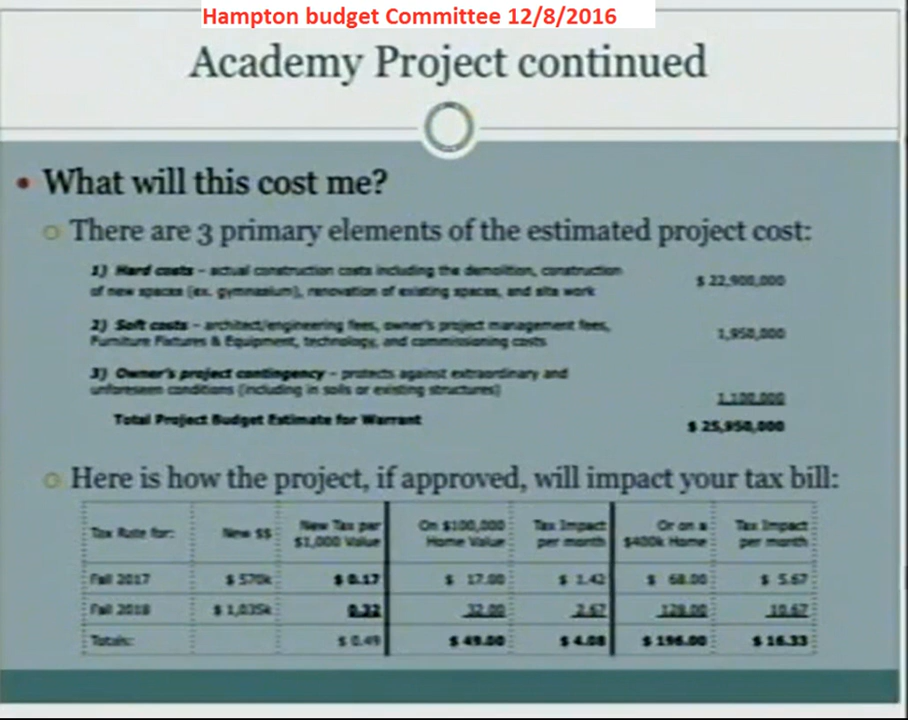 Hampton budget Committee 12/8/2016
Academy Project continued
• What will this cost me?
o There are 3 primary elements of the estimated project cost:
1) Hard costs – actual construction costs including the demolition, construction
of new spaces (ex. gymnasium), renovation of existing spaces, and site work $ 22,900,000
2) Soft costs – architect/engineering fees, owner's project management fees,
Furniture Fixtures & Equipment, technology, and commissioning costs 1,950,000
3) Owner's project contingency – protects against extraordinary and
unforeseen conditions (including in soils or existing structures) 1,100,000
Total Project Budget Estimate for Warrant $ 25,950,000
o Here is how the project, if approved, will impact your tax bill:
Tax Rate for: New $$ New Tax per $1,000 Value On $100,000 Home Value Tax Impact per month Or on a $400k Home Tax Impact per month
Fall 2017 $ 570k $ 0.17 $ 17.00 $ 1.42 $ 68.00 $ 5.67
Fall 2018 $ 1,035k 0.32 32.00 2.67 128.00 10.67
Totals: $ 0.49 $ 49.00 $ 4.08 $ 196.00 $ 16.33